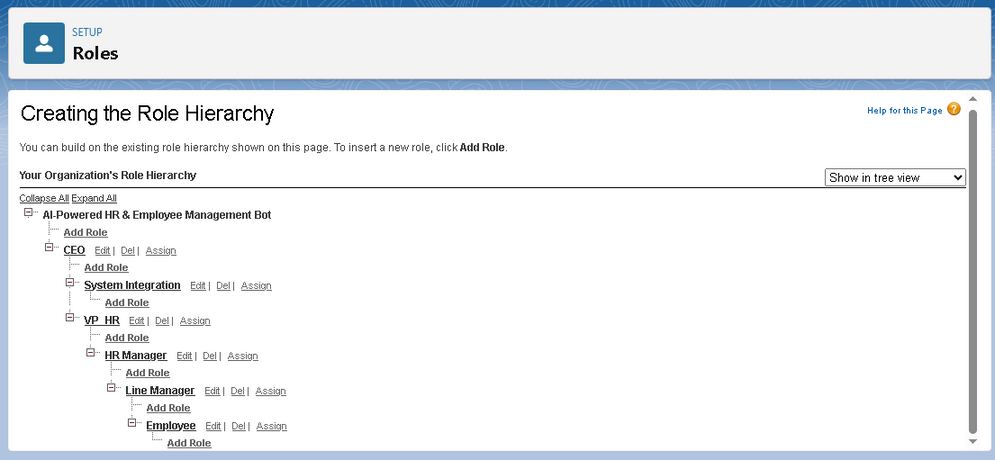 SETUP
Roles
Creating the Role Hierarchy
Help for this Page ?
You can build on the existing role hierarchy shown on this page. To insert a new role, click Add Role.
Your Organization's Role Hierarchy
Show in tree view
Collapse All Expand All
AI-Powered HR & Employee Management Bot
Add Role
CEO Edit | Del | Assign
Add Role
System Integration Edit | Del | Assign
Add Role
VP HR Edit | Del | Assign
Add Role
HR Manager Edit | Del | Assign
Add Role
Line Manager Edit | Del | Assign
Add Role
Employee Edit | Del | Assign
Add Role